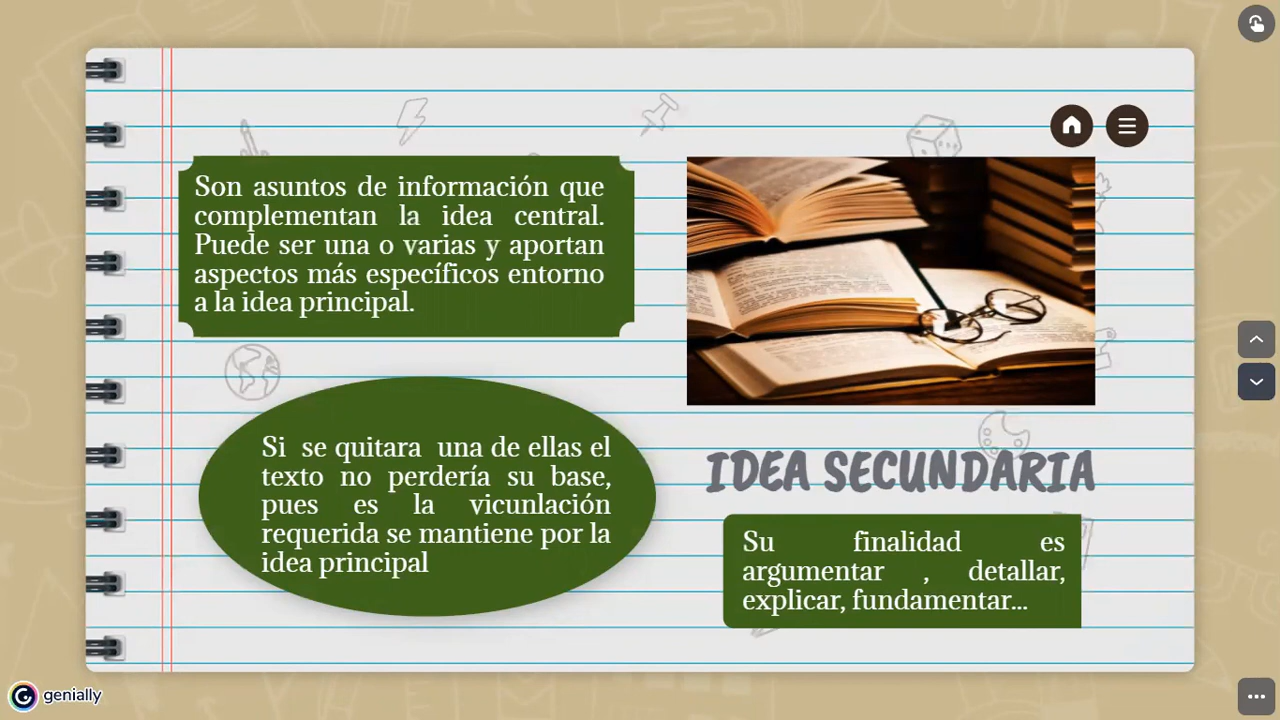 Son asuntos de información que
complementan la idea central.
Puede ser una o varias y aportan
aspectos más específicos entorno
a la idea principal.
Si se quitara una de ellas el
texto no perdería su base,
pues es la vicunlación
requerida se mantiene por la
idea principal
IDEA SECUNDARIA
Su finalidad es
argumentar , detallar,
explicar, fundamentar...
genially